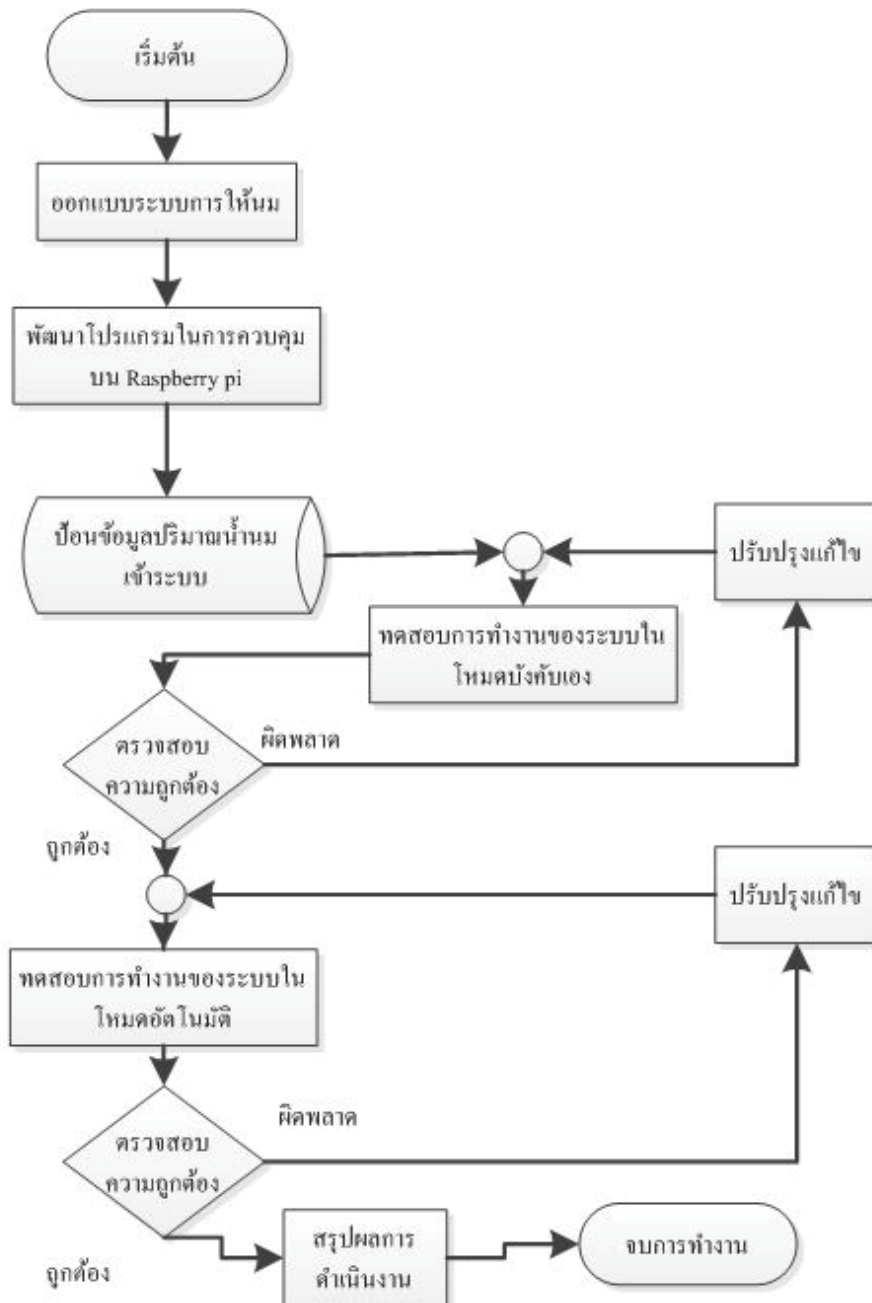 เริ่มต้น
ออกแบบระบบการให้นม
พัฒนาโปรแกรมในการควบคุม
บน Raspberry pi
ป้อนข้อมูลปริมาณน้ำนม
เข้าระบบ
ปรับปรุงแก้ไข
ทดสอบการทำงานของระบบใน
โหมดบังคับเอง
ตรวจสอบ
ความถูกต้อง
ผิดพลาด
ถูกต้อง
ปรับปรุงแก้ไข
ทดสอบการทำงานของระบบใน
โหมดอัตโนมัติ
ตรวจสอบ
ความถูกต้อง
ผิดพลาด
ถูกต้อง
สรุปผลการ
ดำเนินงาน
จบการทำงาน